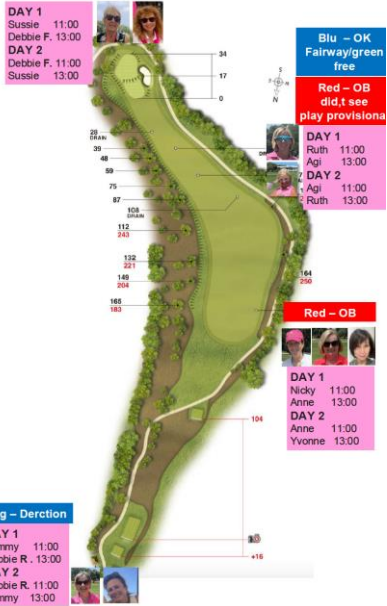 DAY 1
Sussie 11:00
Debbie F. 13:00
DAY 2
Debbie F. 11:00
Sussie 13:00
Blu – OK
Fairway/green
free
Red – OB
did,t see
play provisiona
DAY 1
Ruth 11:00
Agi 13:00
DAY 2
Agi 11:00
Ruth 13:00
34
17
0
S
N
28
DRAIN
39
48
59
75
87
108
DRAIN
112
243
132
221
149
204
165
183
164
250
Red – OB
DAY 1
Nicky 11:00
Anne 13:00
DAY 2
Anne 11:00
Yvonne 13:00
104
+16
g – Derction
Y 1
mmy 11:00
bbie R . 13:00
Y 2
bbie R. 11:00
mmy 13:00